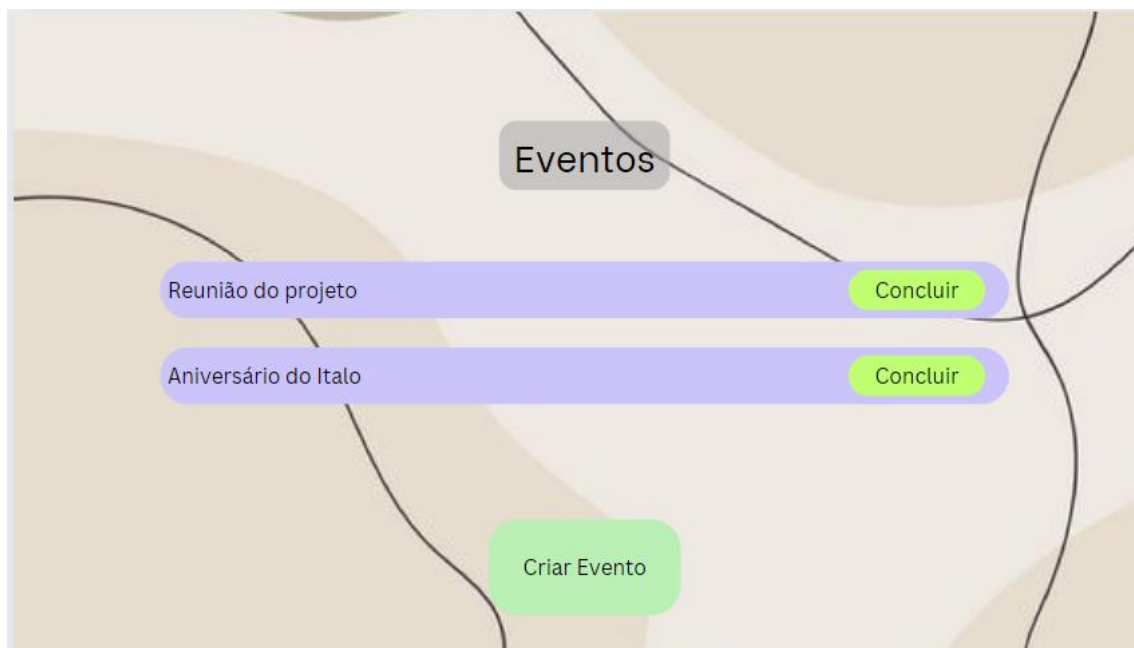 Eventos
Reunião do projeto Concluir
Aniversário do Italo Concluir
Criar Evento